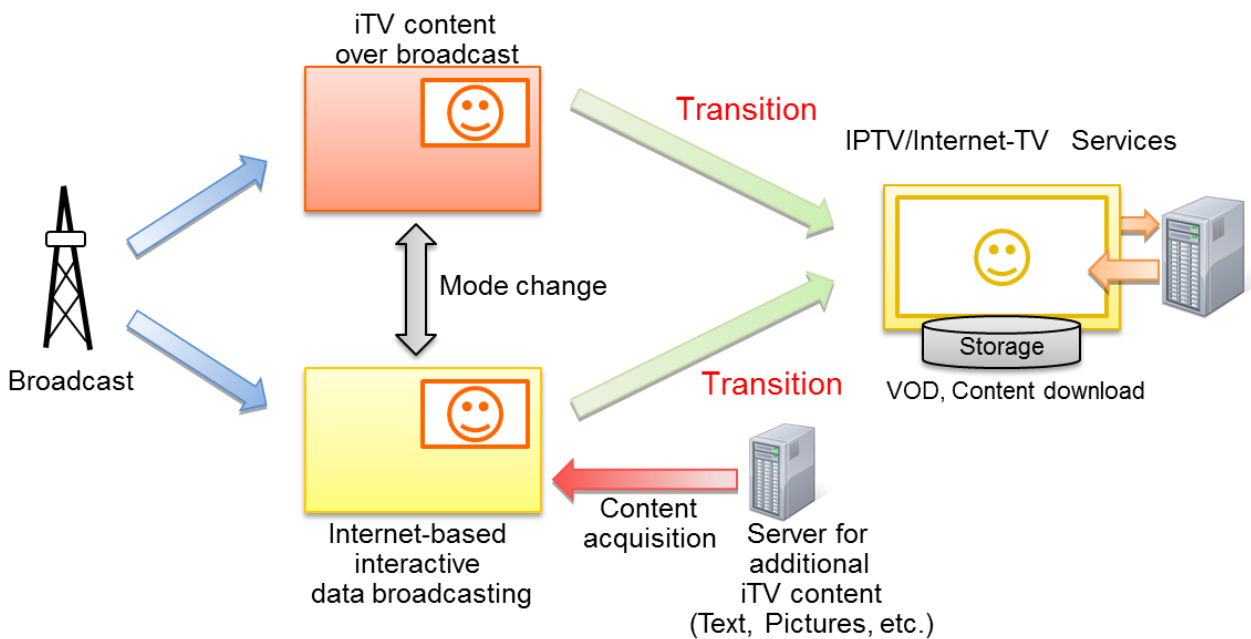 iTV content
over broadcast
Transition
IPTV/Internet-TV Services
Mode change
Broadcast
Storage
VOD, Content download
Transition
Content
acquisition
Internet-based
interactive
data broadcasting
Server for
additional
iTV content
(Text, Pictures, etc.)